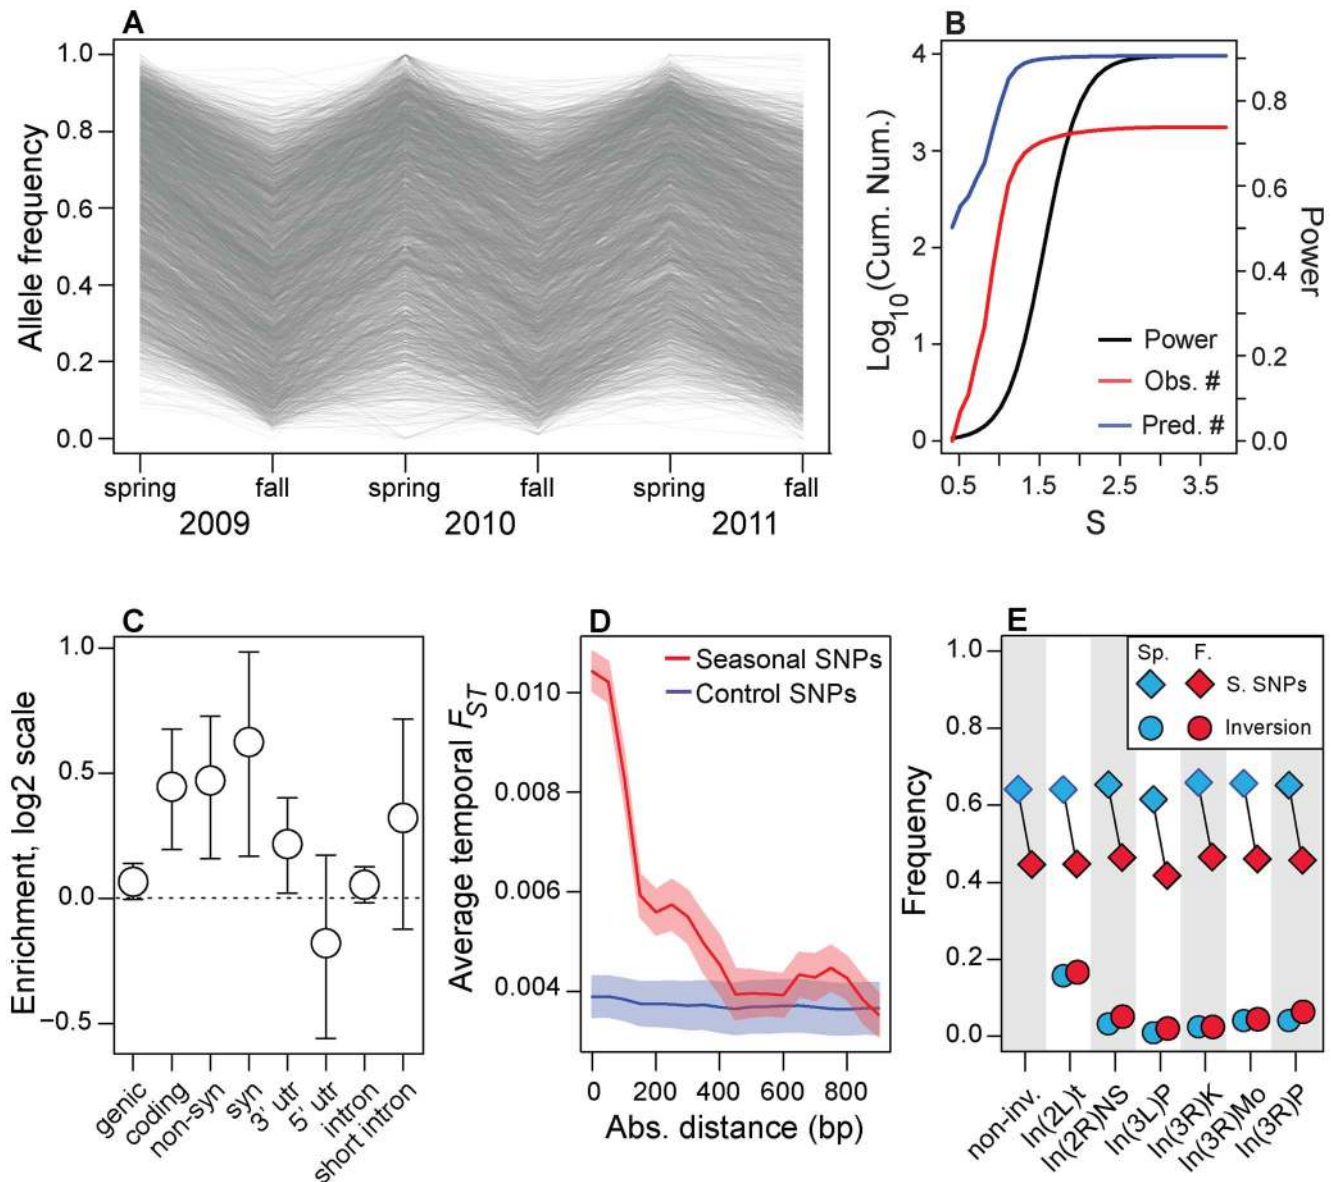 A
1.0
0.8
0.6
0.4
0.2
0.0
Allele frequency
spring
fall
spring
fall
spring
fall
2009
2010
2011
B
4
3
2
1
0
Log10(Cum. Num.)
0.8
0.6
0.4
0.2
0.0
Power
Power
Obs. #
Pred. #
0.5
1.5
2.5
3.5
S
C
1.0
0.5
0.0
−0.5
Enrichment, log2 scale
genic
coding
non-syn
syn
3' utr
5' utr
intron
short intron
D
Seasonal SNPs
Control SNPs
0.010
0.008
0.006
0.004
Average temporal FST
0
200
400
600
800
Abs. distance (bp)
E
Sp.
F.
S. SNPs
Inversion
1.0
0.8
0.6
0.4
0.2
0.0
Frequency
non-inv.
In(2L)t
In(2R)NS
In(3L)P
In(3R)K
In(3R)Mo
In(3R)P